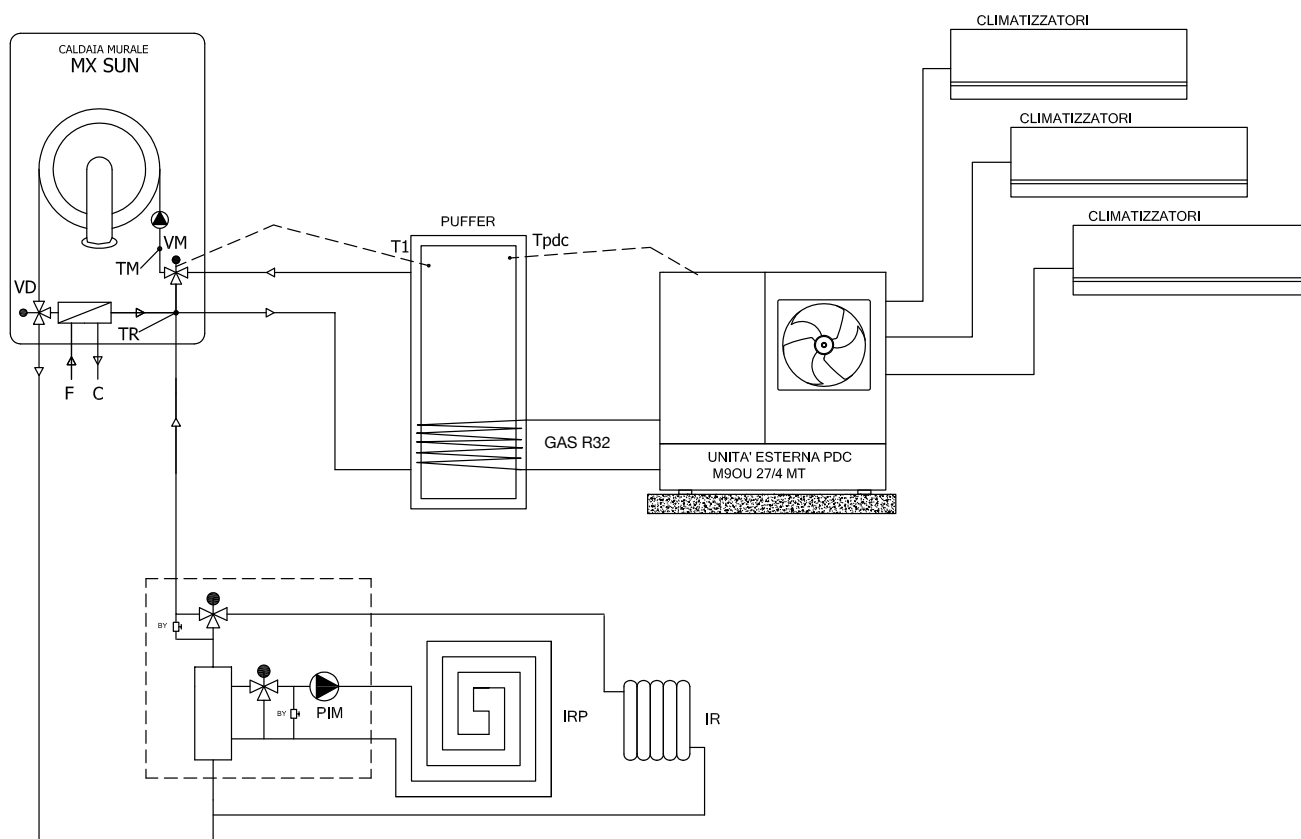 CLIMATIZZATORI
CALDAIA MURALE
MX SUN
CLIMATIZZATORI
CLIMATIZZATORI
PUFFER
VM
T1
Tpdc
TM
VD
TR
F
C
GAS R32
UNITA' ESTERNA PDC
M9OU 27/4 MT
BY
BY
PIM
IRP
IR